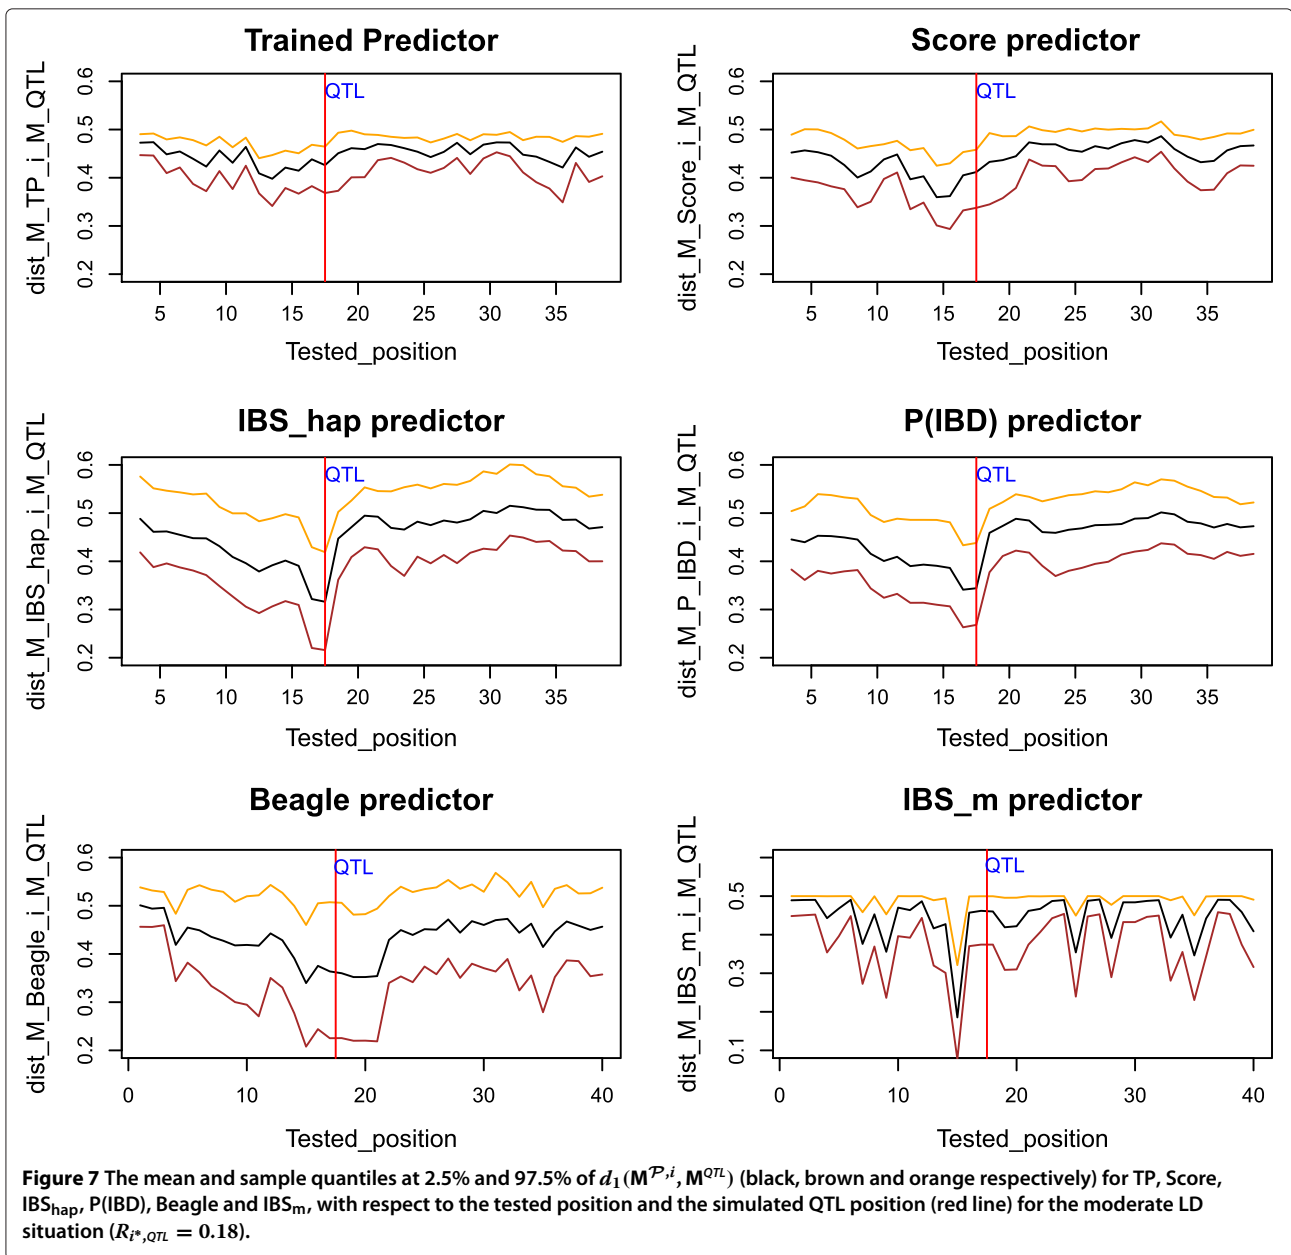 Trained Predictor
dist_M_TP_i_M_QTL
0.2 0.3 0.4 0.5 0.6
QTL
5 10 15 20 25 30 35
Tested_position
Score predictor
dist_M_Score_i_M_QTL
0.2 0.3 0.4 0.5 0.6
QTL
5 10 15 20 25 30 35
Tested_position
IBS_hap predictor
dist_M_IBS_hap_i_M_QTL
0.2 0.3 0.4 0.5 0.6
QTL
5 10 15 20 25 30 35
Tested_position
P(IBD) predictor
dist_M_P_IBD_i_M_QTL
0.2 0.3 0.4 0.5 0.6
QTL
5 10 15 20 25 30 35
Tested_position
Beagle predictor
dist_M_Beagle_i_M_QTL
0.2 0.3 0.4 0.5 0.6
QTL
0 10 20 30 40
Tested_position
IBS_m predictor
dist_M_IBS_m_i_M_QTL
0.1 0.3 0.5
QTL
0 10 20 30 40
Tested_position
Figure 7 The mean and sample quantiles at 2.5% and 97.5% of d₁(M^{𝒫,i}, M^{QTL}) (black, brown and orange respectively) for TP, Score,
IBS_hap, P(IBD), Beagle and IBS_m, with respect to the tested position and the simulated QTL position (red line) for the moderate LD
situation (R_{i*,QTL} = 0.18).